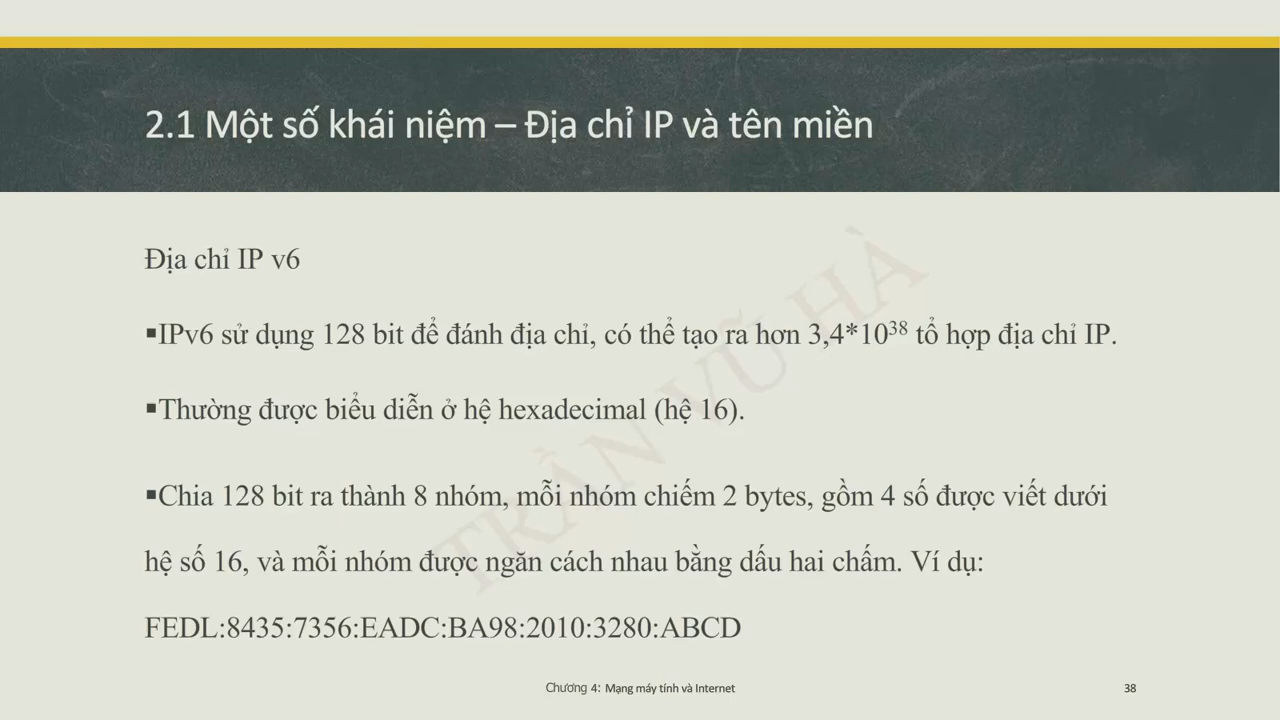 2.1 Một số khái niệm – Địa chỉ IP và tên miền
Địa chỉ IP v6
▪IPv6 sử dụng 128 bit để đánh địa chỉ, có thể tạo ra hơn 3,4*10³⁸ tổ hợp địa chỉ IP.
▪Thường được biểu diễn ở hệ hexadecimal (hệ 16).
▪Chia 128 bit ra thành 8 nhóm, mỗi nhóm chiếm 2 bytes, gồm 4 số được viết dưới
hệ số 16, và mỗi nhóm được ngăn cách nhau bằng dấu hai chấm. Ví dụ:
FEDL:8435:7356:EADC:BA98:2010:3280:ABCD
TRẦN VŨ HÀ
Chương 4: Mạng máy tính và Internet
38